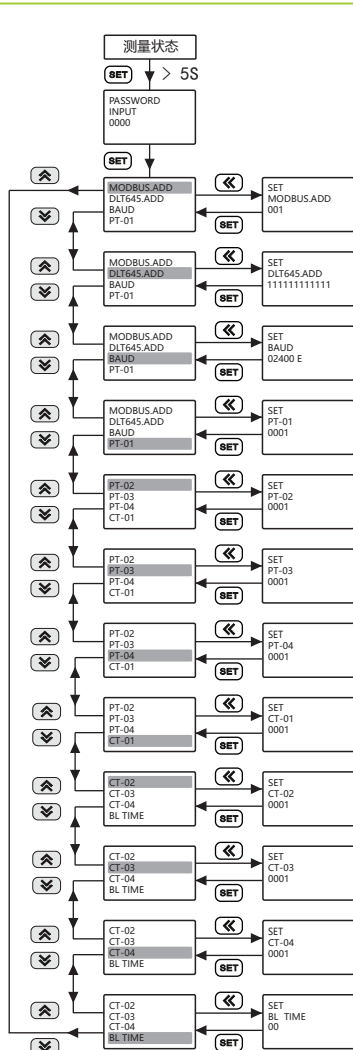 测量状态
SET > 5S
PASSWORD
INPUT
0000
SET
MODBUS.ADD
DLT645.ADD
BAUD
PT-01
SET
SET
MODBUS.ADD
001
MODBUS.ADD
DLT645.ADD
BAUD
PT-01
SET
SET
DLT645.ADD
111111111111
MODBUS.ADD
DLT645.ADD
BAUD
PT-01
SET
SET
BAUD
02400 E
MODBUS.ADD
DLT645.ADD
BAUD
PT-01
SET
SET
PT-01
0001
PT-02
PT-03
PT-04
CT-01
SET
SET
PT-02
0001
PT-02
PT-03
PT-04
CT-01
SET
SET
PT-03
0001
PT-02
PT-03
PT-04
CT-01
SET
SET
PT-04
0001
PT-02
PT-03
PT-04
CT-01
SET
SET
CT-01
0001
CT-02
CT-03
CT-04
BL TIME
SET
SET
CT-02
0001
CT-02
CT-03
CT-04
BL TIME
SET
SET
CT-03
0001
CT-02
CT-03
CT-04
BL TIME
SET
SET
CT-04
0001
CT-02
CT-03
CT-04
BL TIME
SET
SET
BL TIME
00